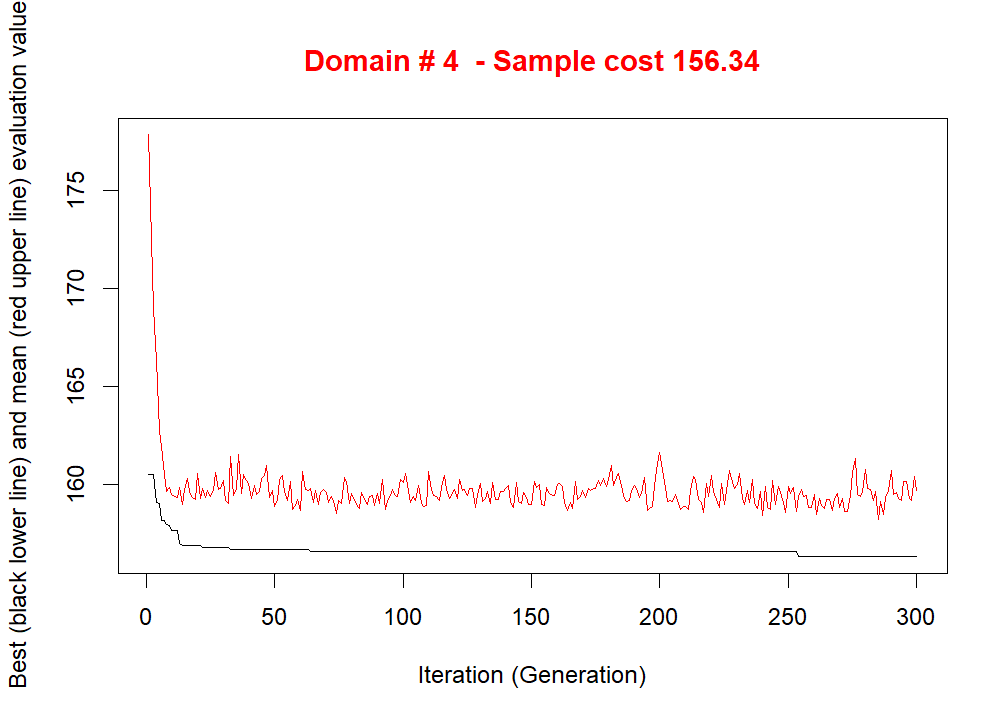 Domain # 4  - Sample cost 156.34
Best (black lower line) and mean (red upper line) evaluation value
175
170
165
160
0 50 100 150 200 250 300
Iteration (Generation)